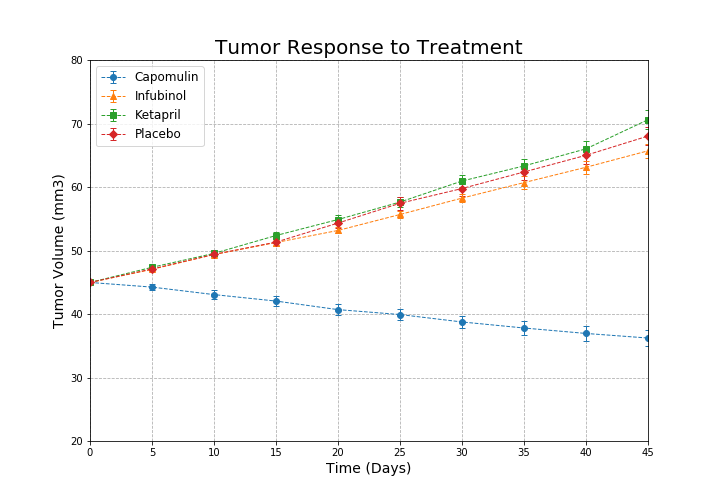 Tumor Response to Treatment
Capomulin
Infubinol
Ketapril
Placebo
Tumor Volume (mm3)
80
70
60
50
40
30
20
0 5 10 15 20 25 30 35 40 45
Time (Days)